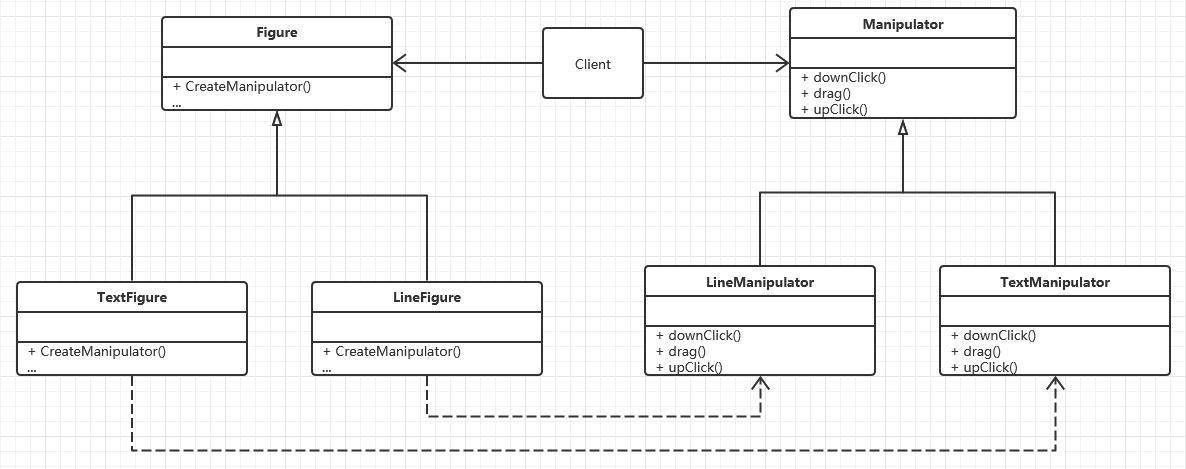 Figure
+ CreateManipulator()
...
Client
Manipulator
+ downClick()
+ drag()
+ upClick()
TextFigure
+ CreateManipulator()
...
LineFigure
+ CreateManipulator()
...
LineManipulator
+ downClick()
+ drag()
+ upClick()
TextManipulator
+ downClick()
+ drag()
+ upClick()